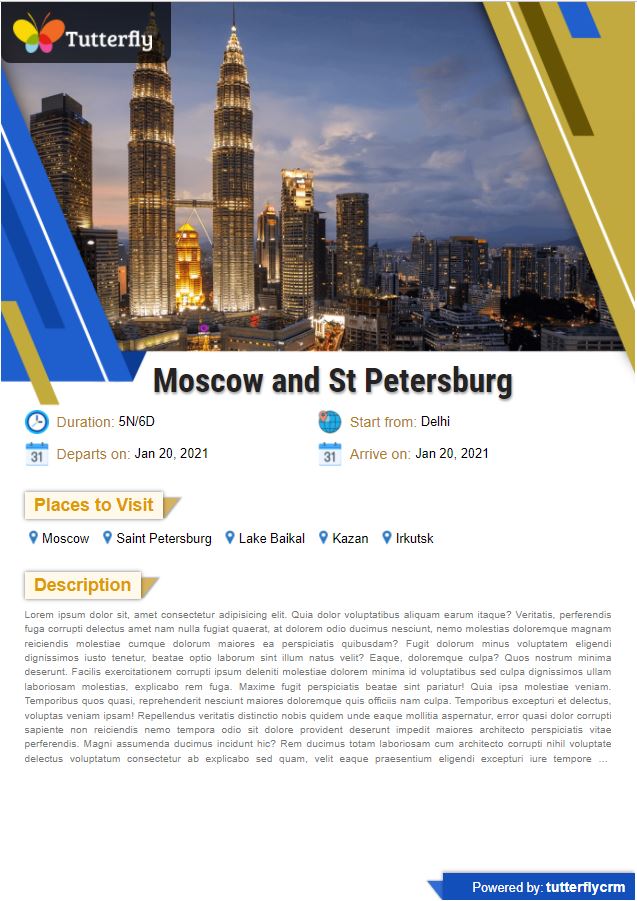 Tutterfly
Moscow and St Petersburg
Duration: 5N/6D
Start from: Delhi
31 Departs on: Jan 20, 2021
31 Arrive on: Jan 20, 2021
Places to Visit
Moscow Saint Petersburg Lake Baikal Kazan Irkutsk
Description
Lorem ipsum dolor sit, amet consectetur adipisicing elit. Quia dolor voluptatibus aliquam earum itaque? Veritatis, perferendis
fuga corrupti delectus amet nam nulla fugiat quaerat, at dolorem odio ducimus nesciunt, nemo molestias doloremque magnam
reiciendis molestiae cumque dolorum maiores ea perspiciatis quibusdam? Fugit dolorum minus voluptatem eligendi
dignissimos iusto tenetur, beatae optio laborum sint illum natus velit? Eaque, doloremque culpa? Quos nostrum minima
deserunt. Facilis exercitationem corrupti ipsum deleniti molestiae dolorem minima id voluptatibus sed culpa dignissimos ullam
laboriosam molestias, explicabo rem fuga. Maxime fugit perspiciatis beatae sint pariatur! Quia ipsa molestiae veniam.
Temporibus quos quasi, reprehenderit nesciunt maiores doloremque quis officiis nam culpa. Temporibus excepturi et delectus,
voluptas veniam ipsam! Repellendus veritatis distinctio nobis quidem unde eaque mollitia aspernatur, error quasi dolor corrupti
sapiente non reiciendis nemo tempora odio sit dolore provident deserunt impedit maiores architecto perspiciatis vitae
perferendis. Magni assumenda ducimus incidunt hic? Rem ducimus totam laboriosam cum architecto corrupti nihil voluptate
delectus voluptatum consectetur ab explicabo sed quam, velit eaque praesentium eligendi excepturi iure tempore ...
Powered by: tutterflycrm